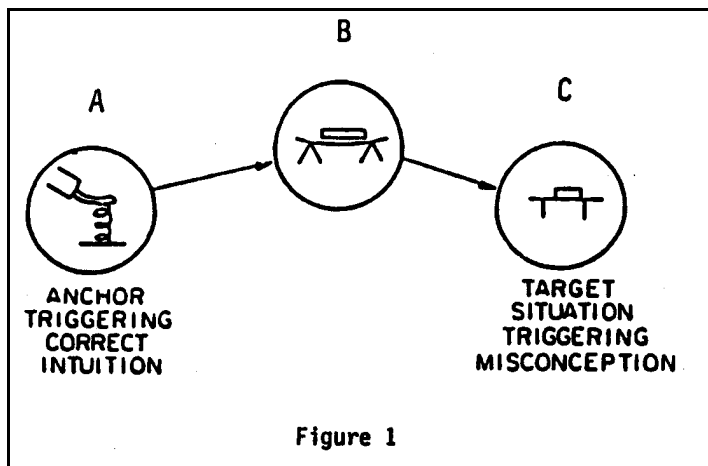 A
B
C
ANCHOR
TRIGGERING
CORRECT
INTUITION
TARGET
SITUATION
TRIGGERING
MISCONCEPTION
Figure 1